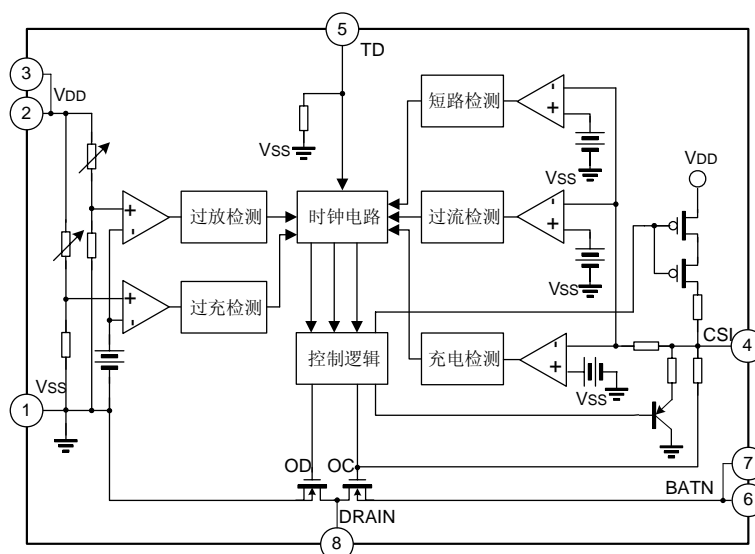 5
TD
3
VDD
2
短路检测
VSS
VSS
VDD
过放检测
时钟电路
过流检测
VSS
过充检测
控制逻辑
充电检测
CSI
4
VSS
VSS
1
OD
OC
BATN
7
6
DRAIN
8